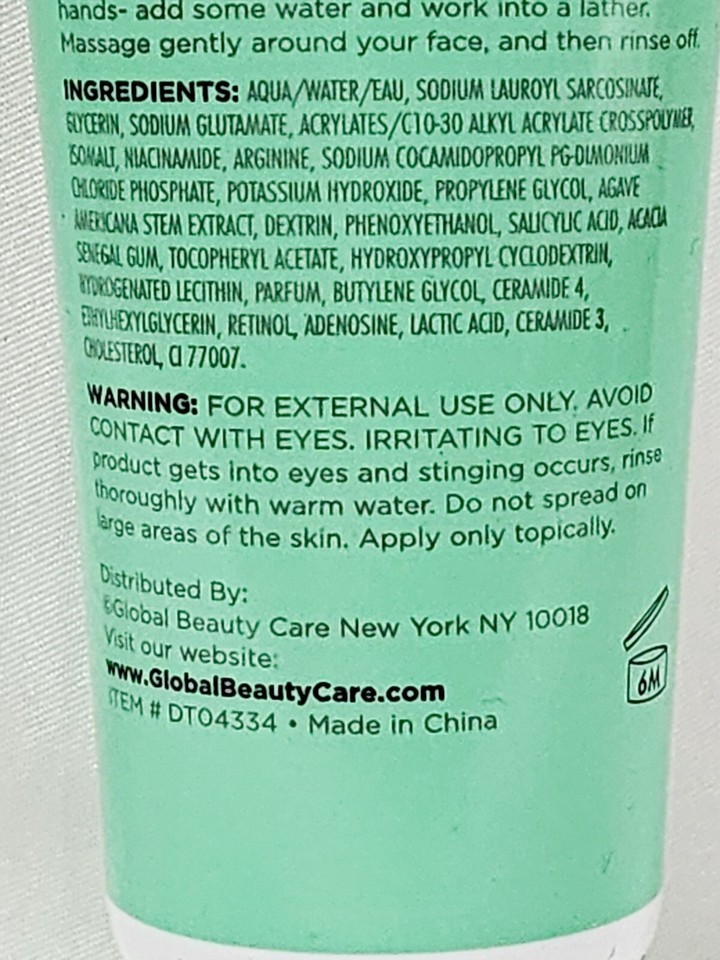 hands- add some water and work into a lather.
Massage gently around your face, and then rinse off.
INGREDIENTS: AQUA/WATER/EAU, SODIUM LAUROYL SARCOSINATE,
GLYCERIN, SODIUM GLUTAMATE, ACRYLATES/C10-30 ALKYL ACRYLATE CROSSPOLYMER,
ISOMALT, NIACINAMIDE, ARGININE, SODIUM COCAMIDOPROPYL PG-DIMONIUM
CHLORIDE PHOSPHATE, POTASSIUM HYDROXIDE, PROPYLENE GLYCOL, AGAVE
AMERICANA STEM EXTRACT, DEXTRIN, PHENOXYETHANOL, SALICYLIC ACID, ACACIA
SENEGAL GUM, TOCOPHERYL ACETATE, HYDROXYPROPYL CYCLODEXTRIN,
HYDROGENATED LECITHIN, PARFUM, BUTYLENE GLYCOL, CERAMIDE 4,
ETHYLHEXYLGLYCERIN, RETINOL, ADENOSINE, LACTIC ACID, CERAMIDE 3,
CHOLESTEROL, CI 77007.
WARNING: FOR EXTERNAL USE ONLY. AVOID
CONTACT WITH EYES. IRRITATING TO EYES. If
product gets into eyes and stinging occurs, rinse
thoroughly with warm water. Do not spread on
large areas of the skin. Apply only topically.
Distributed By:
©Global Beauty Care New York NY 10018
Visit our website:
www.GlobalBeautyCare.com
ITEM # DT04334 • Made in China
6M